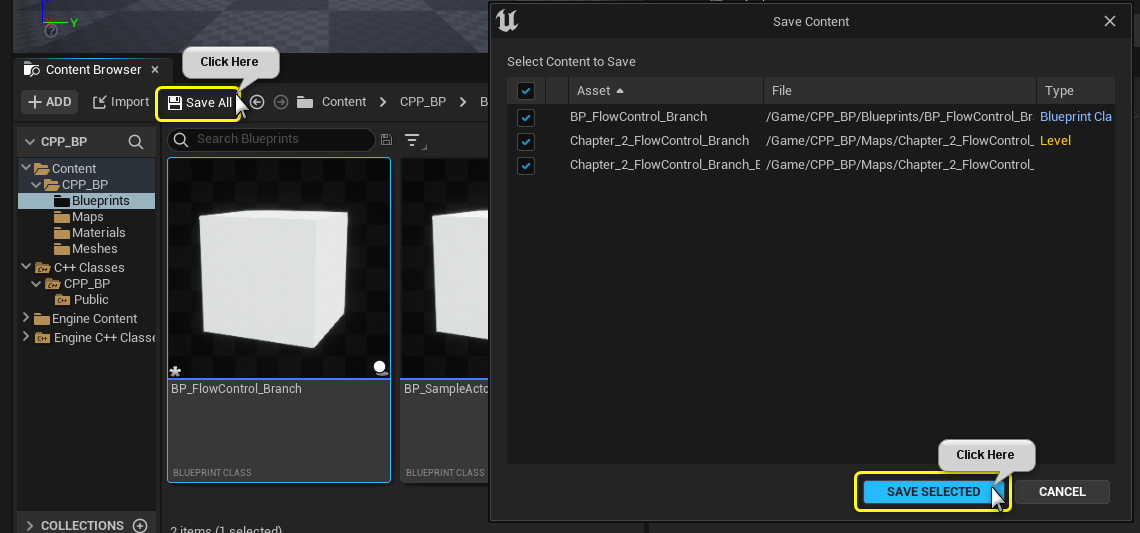 Y
Content Browser
Click Here
ADD
Import
Save All
Content
CPP_BP
B
CPP_BP
Search Blueprints
Content
CPP_BP
Blueprints
Maps
Materials
Meshes
C++ Classes
CPP_BP
Public
Engine Content
Engine C++ Classe
COLLECTIONS
BP_FlowControl_Branch
BLUEPRINT CLASS
BP_SampleActo
2 items (1 selected)
Save Content
Select Content to Save
Asset File Type
BP_FlowControl_Branch /Game/CPP_BP/Blueprints/BP_FlowControl_Br Blueprint Cla
Chapter_2_FlowControl_Branch /Game/CPP_BP/Maps/Chapter_2_FlowControl_ Level
Chapter_2_FlowControl_Branch_B /Game/CPP_BP/Maps/Chapter_2_FlowControl_
Click Here
SAVE SELECTED
CANCEL